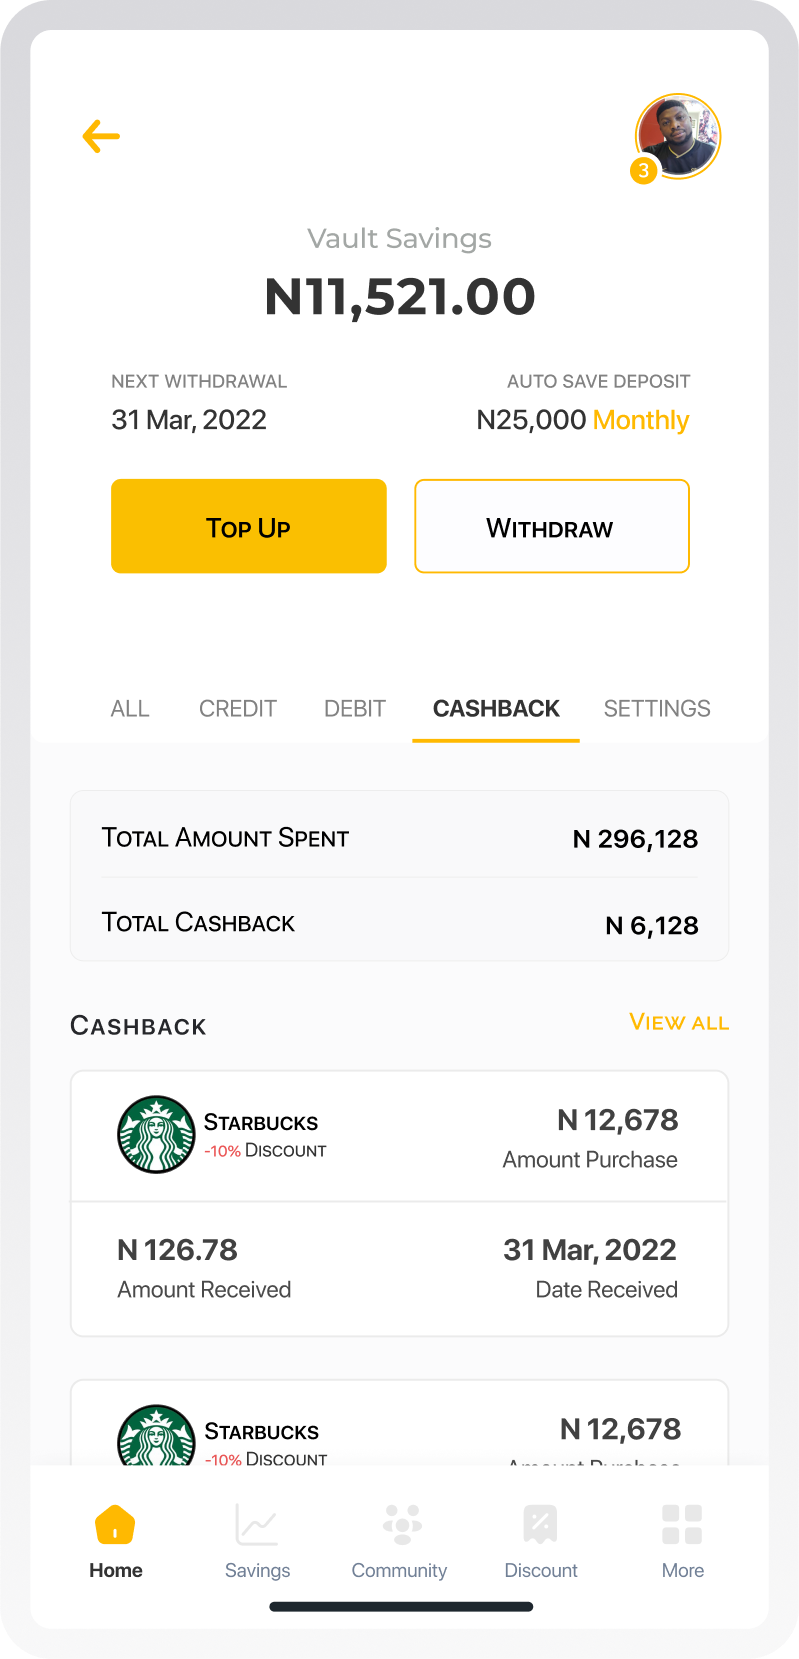 3
Vault Savings
N11,521.00
NEXT WITHDRAWAL
AUTO SAVE DEPOSIT
31 Mar, 2022
N25,000 Monthly
TOP UP
WITHDRAW
ALL CREDIT DEBIT CASHBACK SETTINGS
TOTAL AMOUNT SPENT
N 296,128
TOTAL CASHBACK
N 6,128
CASHBACK
VIEW ALL
STARBUCKS
-10% DISCOUNT
N 12,678
Amount Purchase
N 126.78
Amount Received
31 Mar, 2022
Date Received
STARBUCKS
-10% DISCOUNT
N 12,678
Amount Purchase
Home Savings Community Discount More